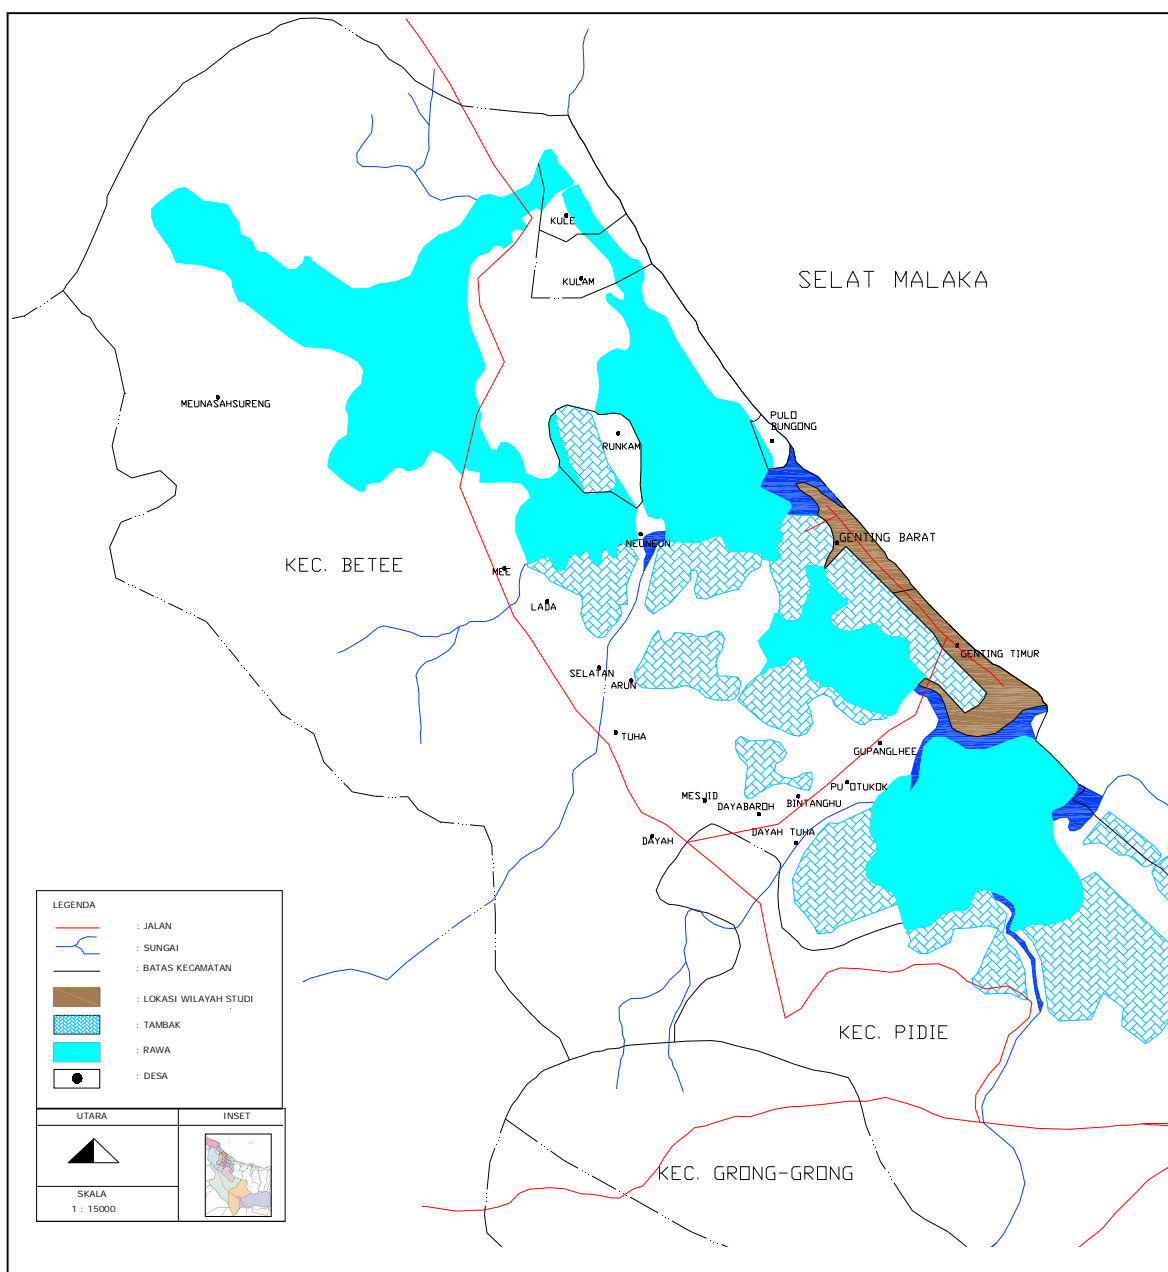 KULE
KULAM
SELAT MALAKA
MEUNASAHSURENG
PULO
BUNGONG
RUNKAM
GENTING BARAT
NEUNEUN
KEC. BETEE
MEE
LADA
GENTING TIMUR
SELATAN
ARUN
TUHA
GUPANGLHEE
PU OTUKOK
MESJID
BINTANGHU
DAYABAROH
DAYAH TUHA
DAYAH
LEGENDA
: JALAN
: SUNGAI
: BATAS KECAMATAN
: LOKASI WILAYAH STUDI
: TAMBAK
: RAWA
: DESA
KEC. PIDIE
UTARA
INSET
KEC. GRONG-GRONG
SKALA
1 : 15000